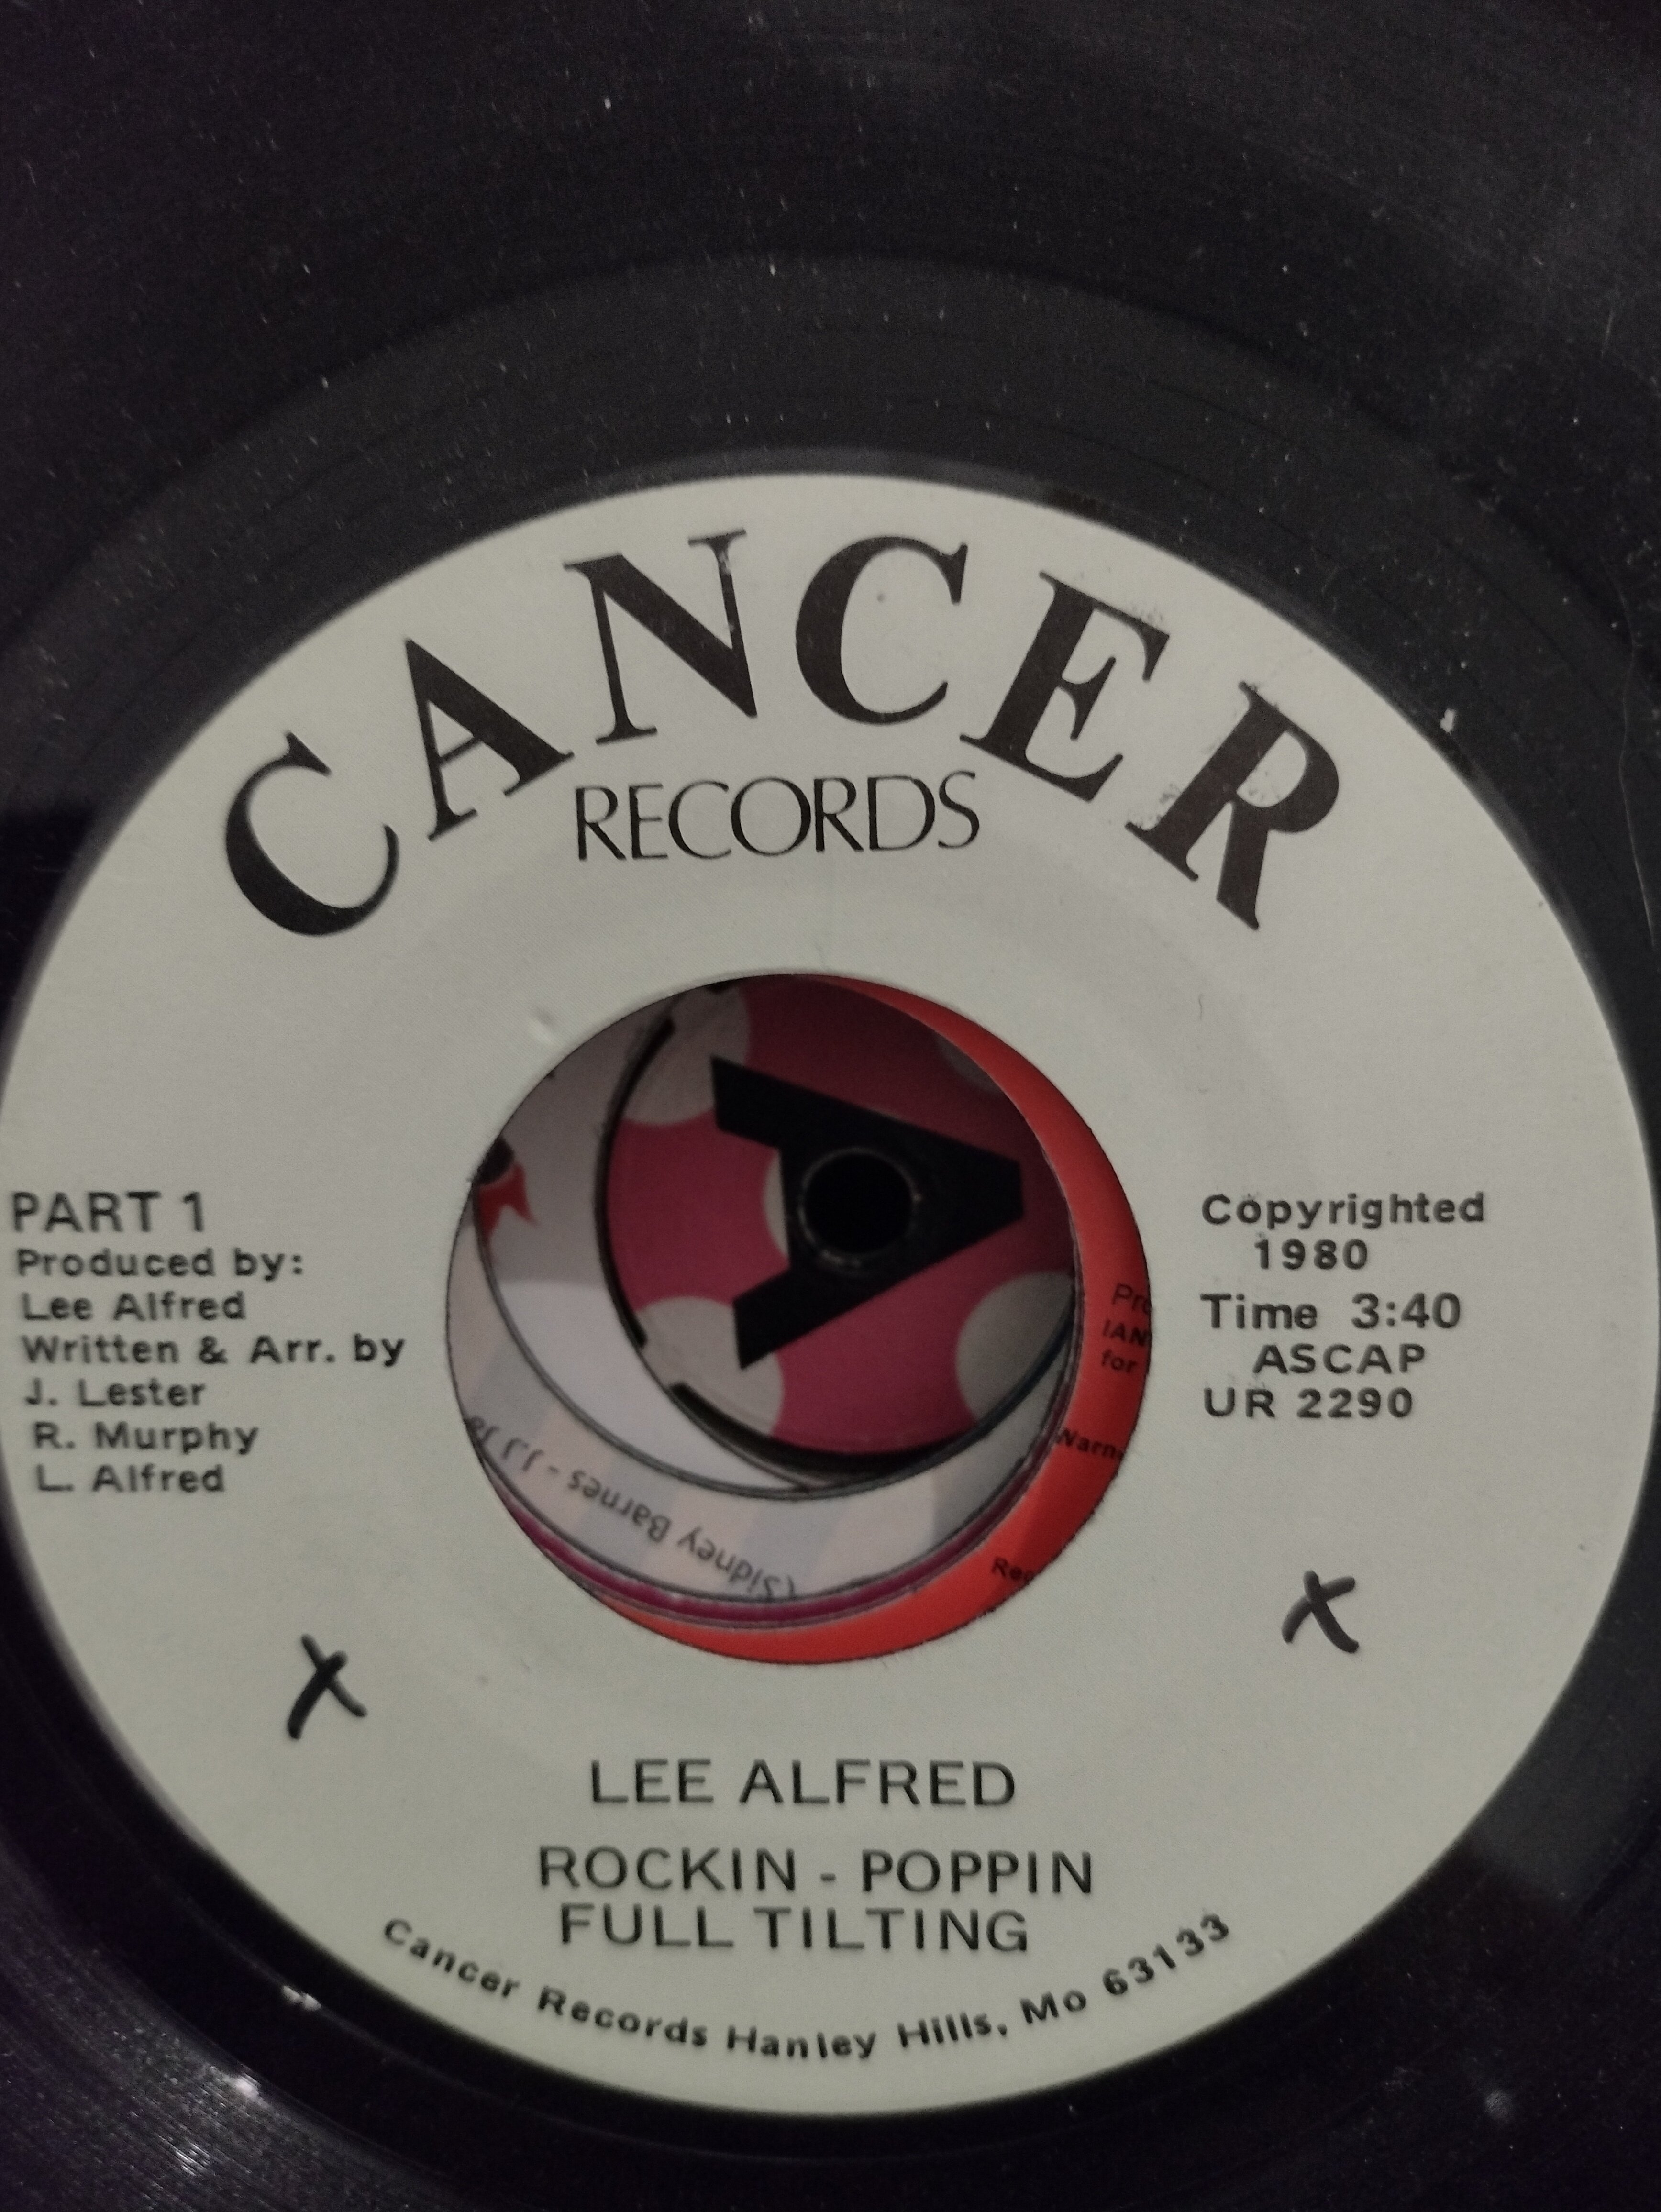 CANCER
RECORDS
PART 1
Produced by:
Lee Alfred
Written & Arr. by
J. Lester
R. Murphy
L. Alfred
Copyrighted
1980
Time 3:40
ASCAP
UR 2290
A
(Sidney Barnes - J.J.
for
X
X
LEE ALFRED
ROCKIN - POPPIN
FULL TILTING
Cancer Records Hanley Hills, Mo 63133